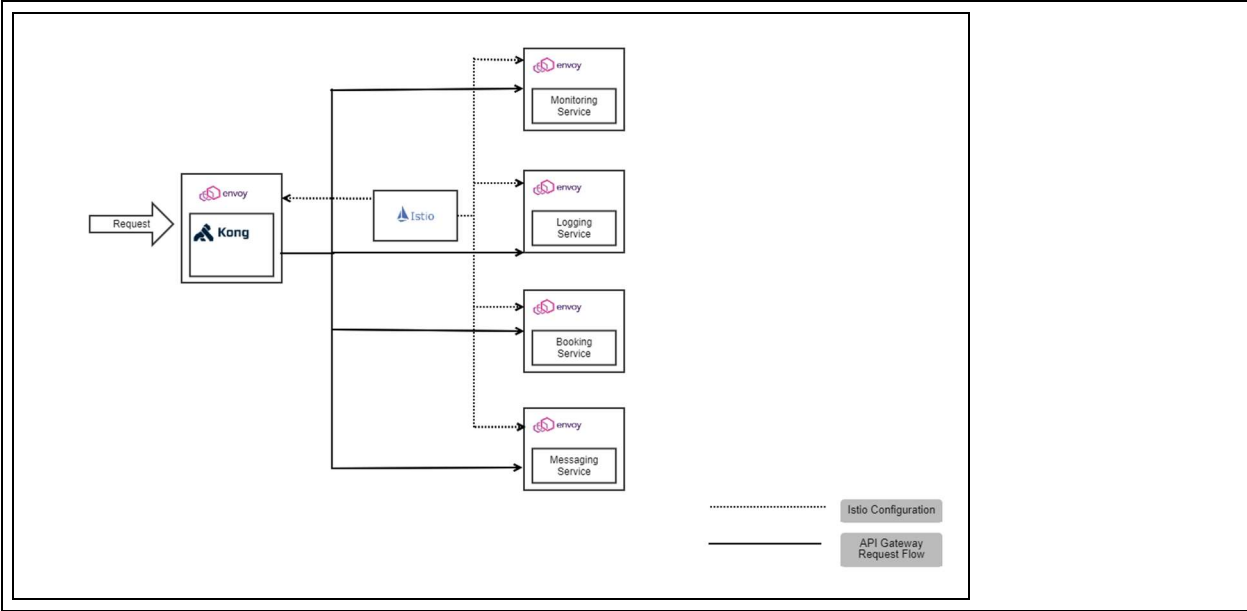 envoy
Monitoring
Service
envoy
Kong
Request
Istio
envoy
Logging
Service
envoy
Booking
Service
envoy
Messaging
Service
Istio Configuration
API Gateway
Request Flow